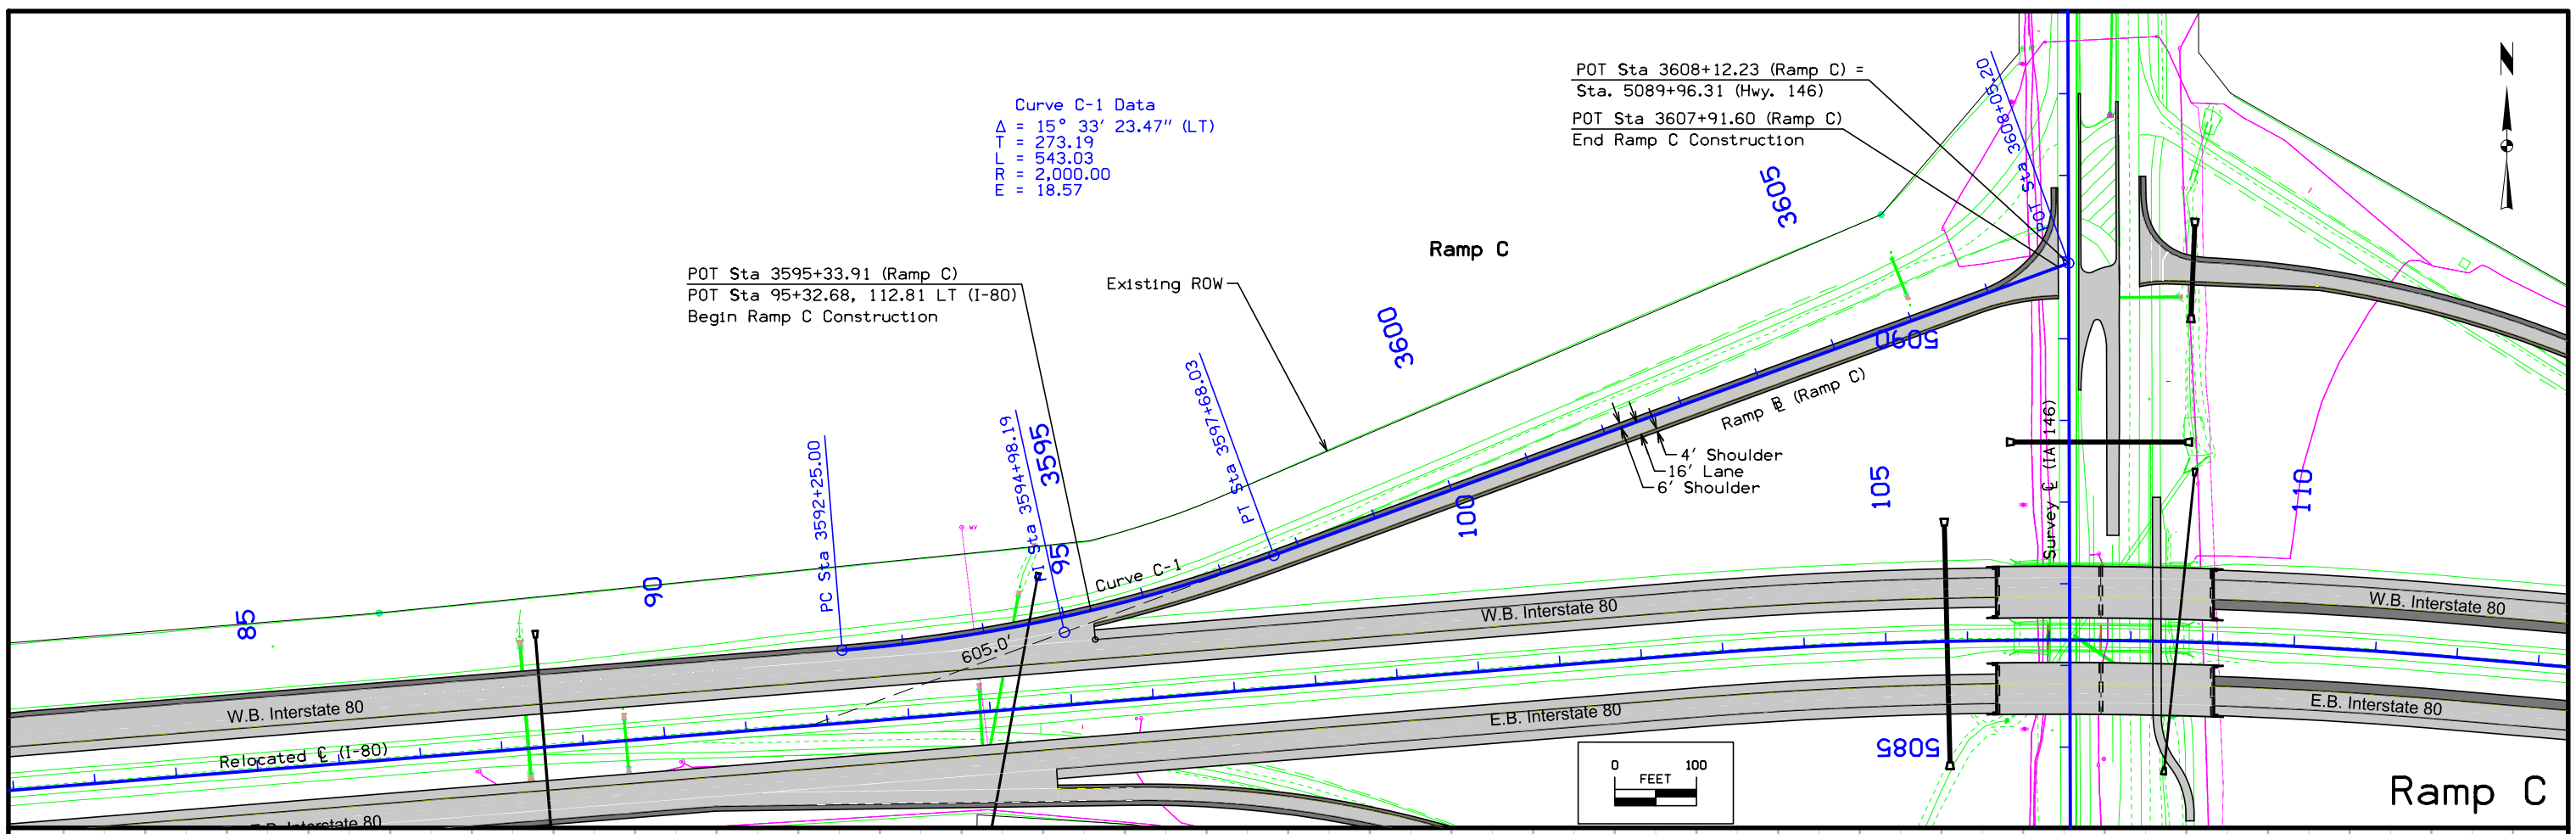 Curve C-1 Data
Δ = 15° 33' 23.47" (LT)
T = 273.19
L = 543.03
R = 2,000.00
E = 18.57
POT Sta 3608+12.23 (Ramp C) =
Sta. 5089+96.31 (Hwy. 146)
POT Sta 3607+91.60 (Ramp C)
End Ramp C Construction
POT Sta 3608+05.20
N
3605
Ramp C
POT Sta 3595+33.91 (Ramp C)
POT Sta 95+32.68, 112.81 LT (I-80)
Begin Ramp C Construction
Existing ROW
3600
5090
Ramp ⅊ (Ramp C)
PC Sta 3592+25.00
PI Sta 3594+98.19
3595
PT Sta 3597+68.03
4' Shoulder
16' Lane
6' Shoulder
Survey ℄ (IA 146)
85
90
95
100
105
110
WV
Curve C-1
605.0'
W.B. Interstate 80
W.B. Interstate 80
W.B. Interstate 80
Relocated ℄ (I-80)
E.B. Interstate 80
E.B. Interstate 80
E.B. Interstate 80
5085
0 100
FEET
Ramp C